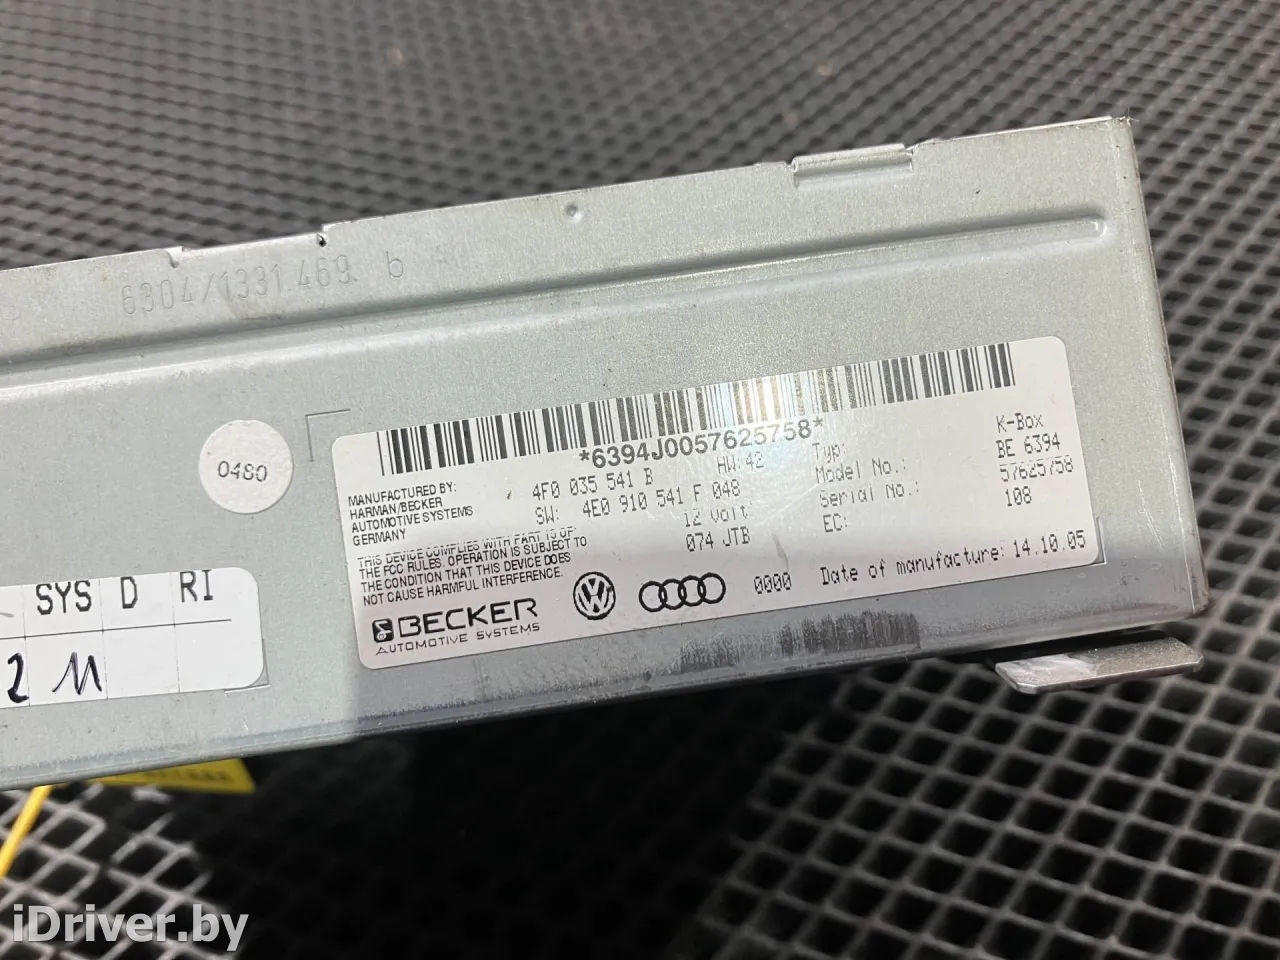 6304/1331.469. b
*6394J0057625758*
0480
MANUFACTURED BY:
HARMAN/BECKER
AUTOMOTIVE SYSTEMS
GERMANY
4F0 035 541 B HW: 42
SW: 4E0 910 541 F 048
12 Volt
074 JTB
Typ: K-Box
Model No.: BE 6394
Serial No.: 57625758
EC: 108
THIS DEVICE COMPLIES WITH PART 15 OF
THE FCC RULES. OPERATION IS SUBJECT TO
THE CONDITION THAT THIS DEVICE DOES
NOT CAUSE HARMFUL INTERFERENCE.
BECKER
AUTOMOTIVE SYSTEMS
0000
Date of manufacture: 14.10.05
SYS D RI
2 M
iDriver.by